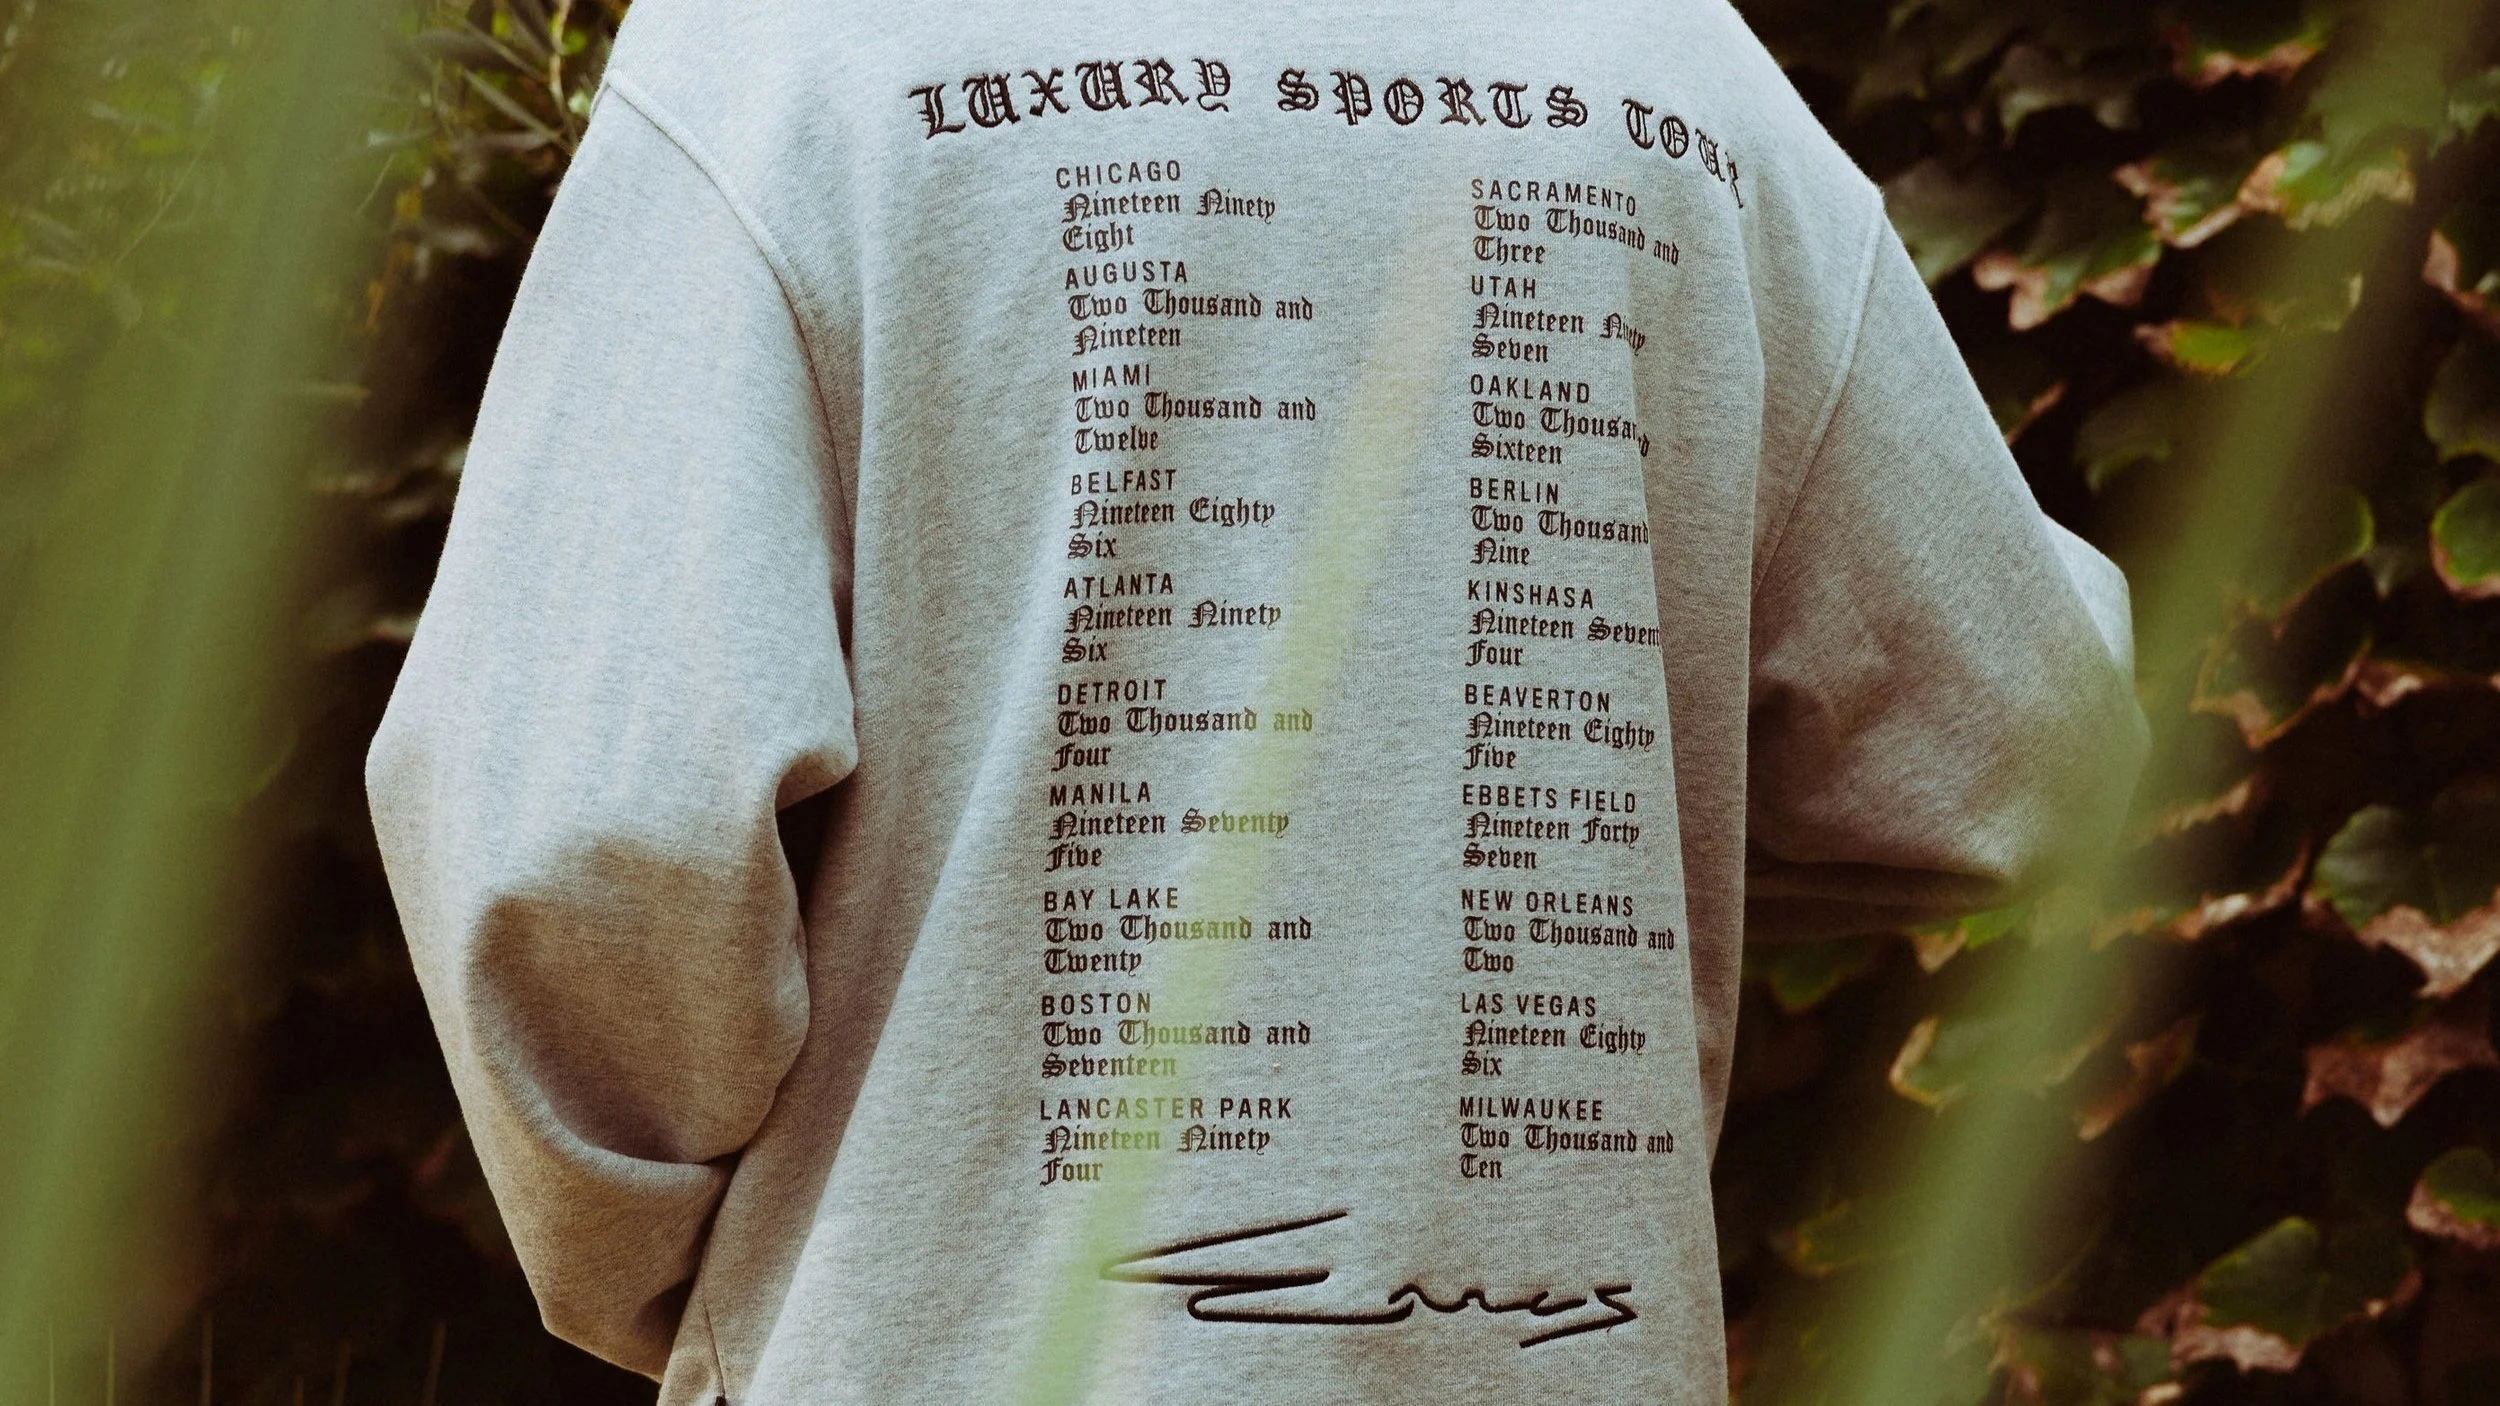 LUXURY SPORTS TOUR
CHICAGO
Nineteen Ninety
Eight
AUGUSTA
Two Thousand and
Nineteen
MIAMI
Two Thousand and
Twelve
BELFAST
Nineteen Eighty
Six
ATLANTA
Nineteen Ninety
Six
DETROIT
Two Thousand and
Four
MANILA
Nineteen Seventy
Five
BAY LAKE
Two Thousand and
Twenty
BOSTON
Two Thousand and
Seventeen
LANCASTER PARK
Nineteen Ninety
Four
SACRAMENTO
Two Thousand and
Three
UTAH
Nineteen Ninety
Seven
OAKLAND
Two Thousand
Sixteen
BERLIN
Two Thousand
Nine
KINSHASA
Nineteen Sevent
Four
BEAVERTON
Nineteen Eighty
Five
EBBETS FIELD
Nineteen Forty
Seven
NEW ORLEANS
Two Thousand and
Two
LAS VEGAS
Nineteen Eighty
Six
MILWAUKEE
Two Thousand and
Ten